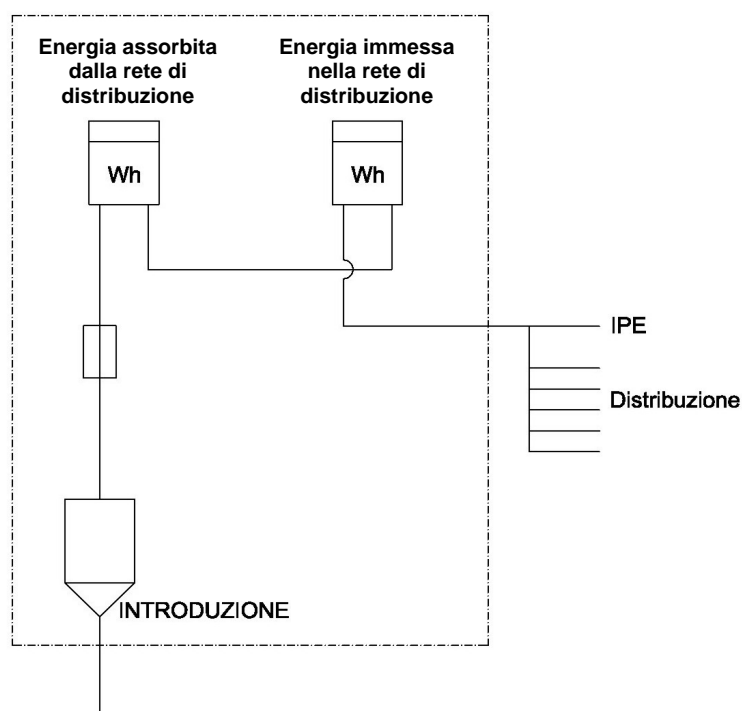 Energia assorbita
dalla rete di
distribuzione
Energia immessa
nella rete di
distribuzione
Wh
Wh
IPE
Distribuzione
INTRODUZIONE